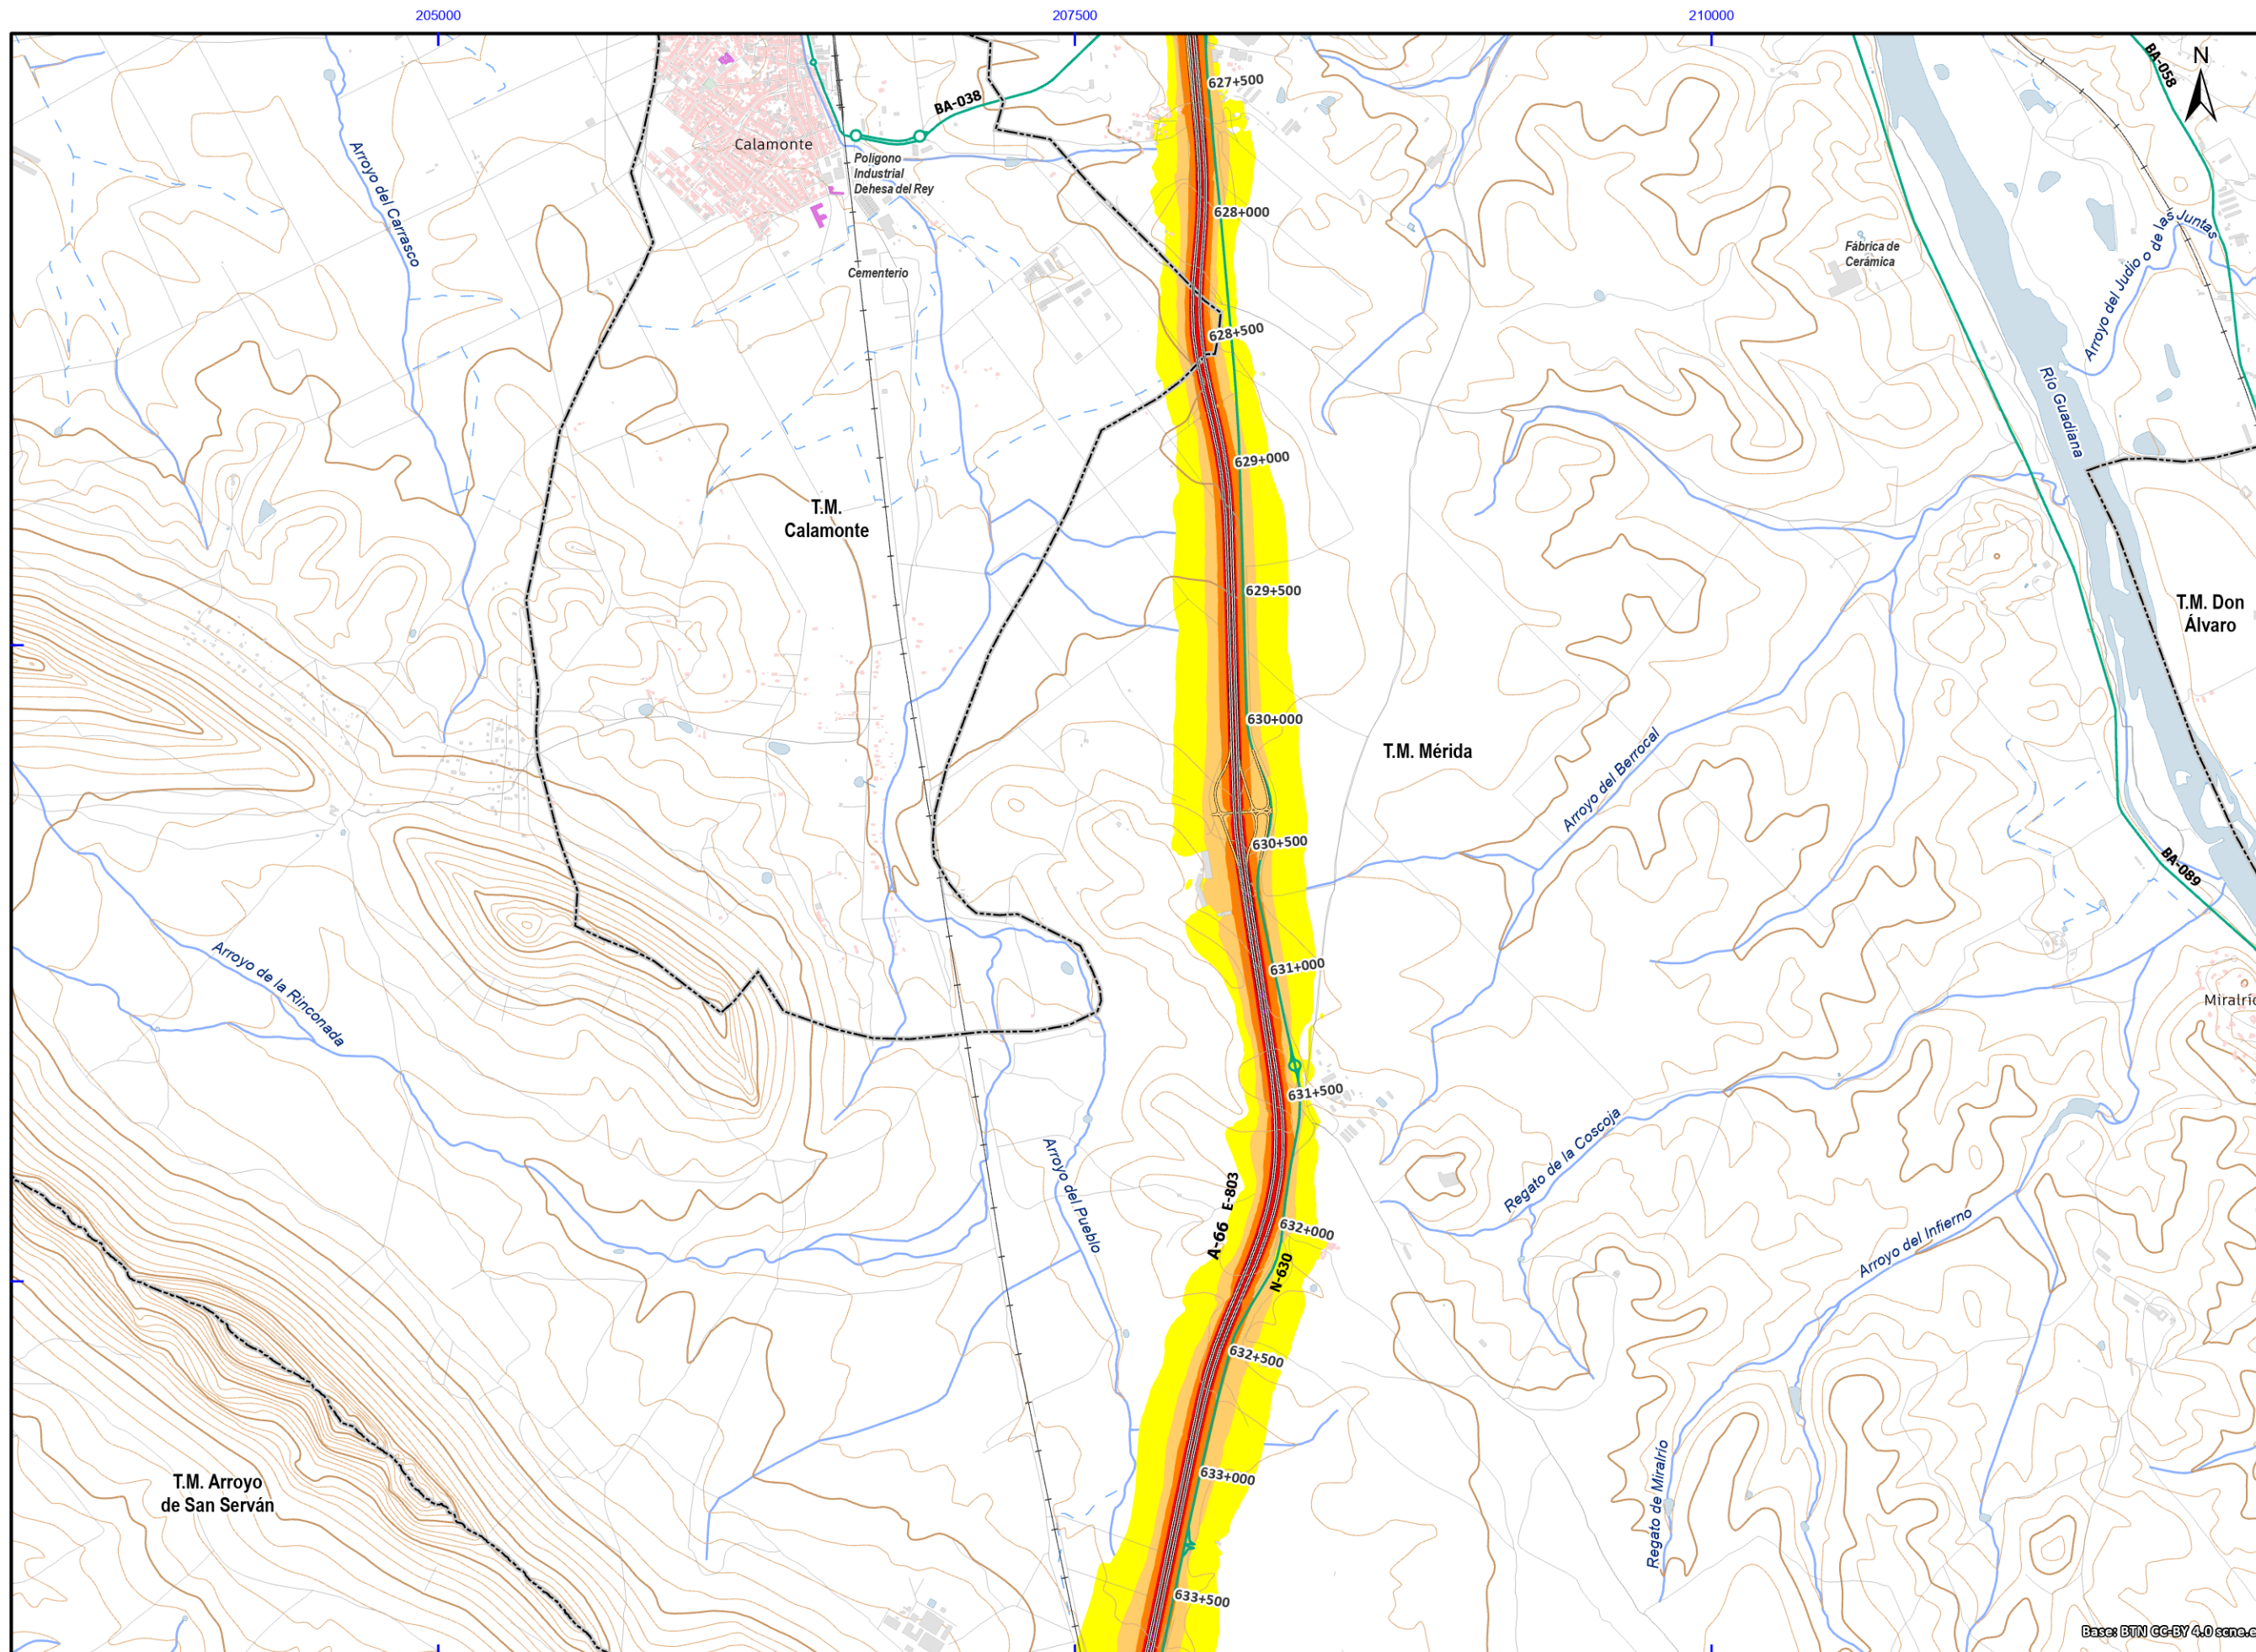 205000
207500
210000
N
BA-058
627+500
BA-038
Calamonte
Polígono
Industrial
Dehesa del Rey
Arroyo del Carrasco
628+000
Arroyo del Judio o de las Juntas
Fábrica de
Cerámica
Cementerio
628+500
Río Guadiana
629+000
T.M.
Calamonte
629+500
T.M. Don
Álvaro
630+000
T.M. Mérida
Arroyo del Berrocal
630+500
BA-089
Arroyo de la Rinconada
631+000
631+500
Regato de la Coscoja
Arroyo del Pueblo
A-66 E-803
632+000
N-630
Arroyo del Infierno
632+500
633+000
T.M. Arroyo
de San Serván
Regato de Miralrío
633+500
Base: BTN CC-BY 4.0 scne.e